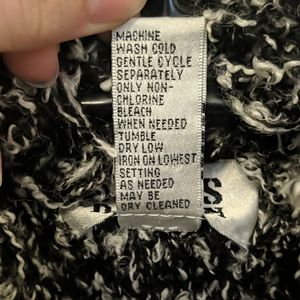 MACHINE
WASH COLD
GENTLE CYCLE
SEPARATELY
ONLY NON-
CHLORINE
BLEACH
WHEN NEEDED
TUMBLE
DRY LOW
IRON ON LOWEST
SETTING
AS NEEDED
MAY BE
DRY CLEANED